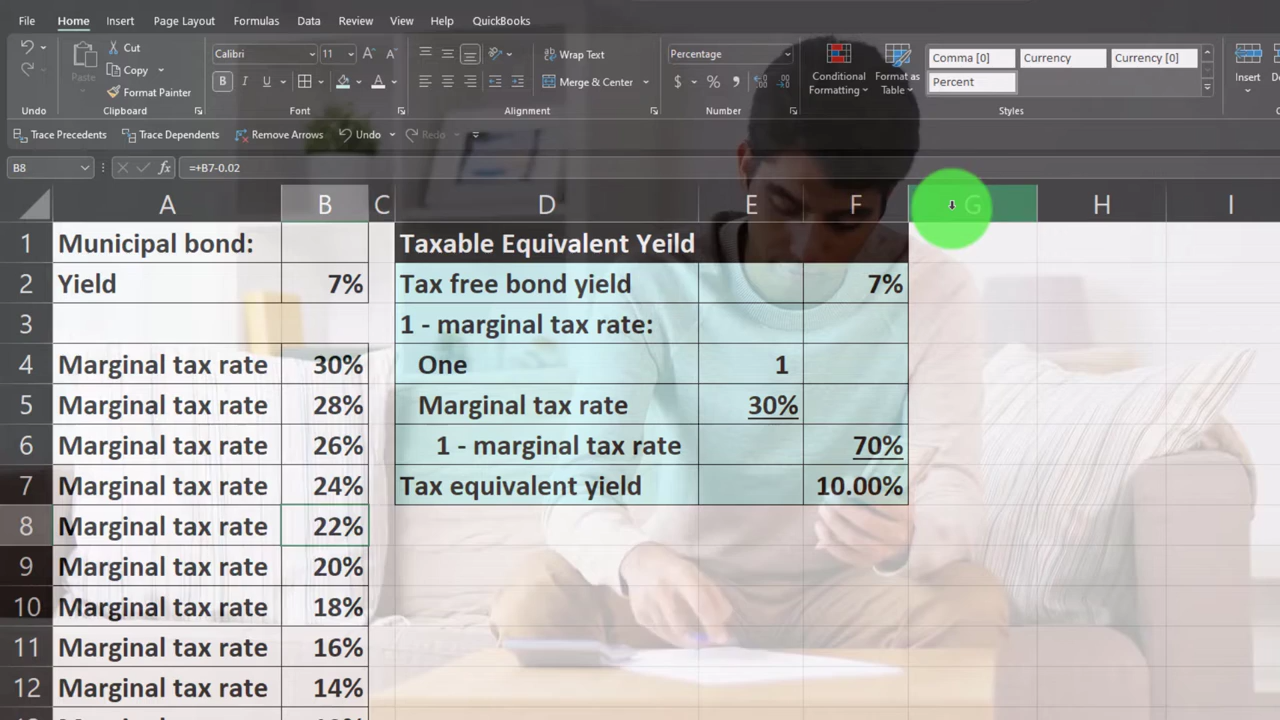 File Home Insert Page Layout Formulas Data Review View Help QuickBooks
Cut Calibri 11 A A Wrap Text Percentage Comma [0] Currency Currency [0]
Paste Copy B I U A Merge & Center $ % , Conditional Formatting Format as Table Percent Insert
Format Painter
Undo Clipboard Font Alignment Number Styles
Trace Precedents Trace Dependents Remove Arrows Undo Redo
B8 fx =+B7-0.02
A B C D E F G H I
1 Municipal bond: Taxable Equivalent Yeild
2 Yield 7% Tax free bond yield 7%
3 1 - marginal tax rate:
4 Marginal tax rate 30% One 1
5 Marginal tax rate 28% Marginal tax rate 30%
6 Marginal tax rate 26% 1 - marginal tax rate 70%
7 Marginal tax rate 24% Tax equivalent yield 10.00%
8 Marginal tax rate 22%
9 Marginal tax rate 20%
10 Marginal tax rate 18%
11 Marginal tax rate 16%
12 Marginal tax rate 14%